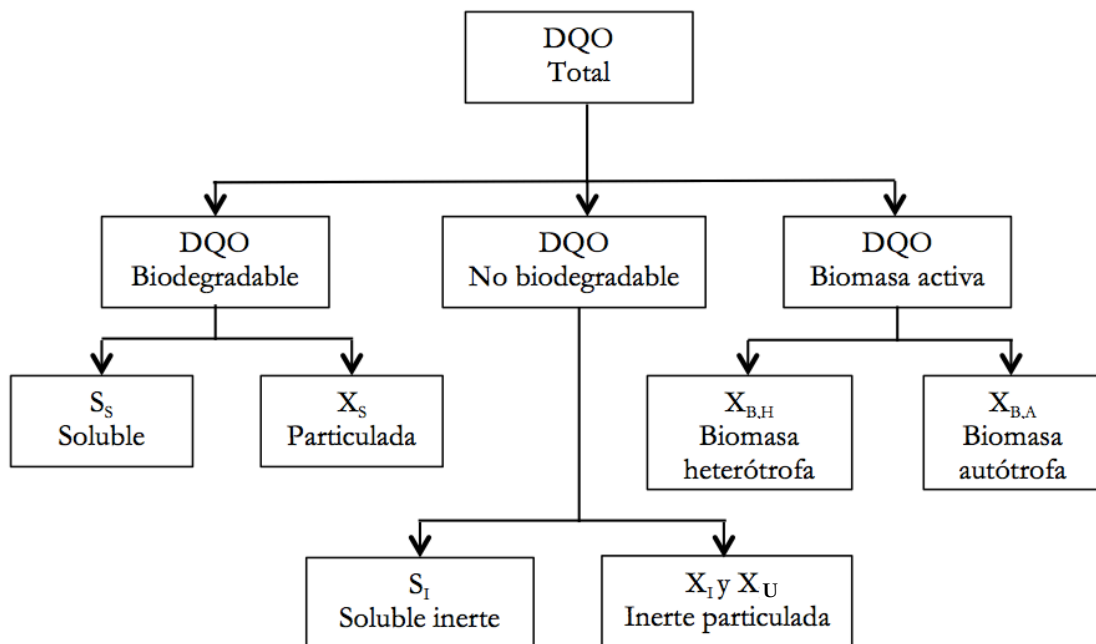 DQO
Total
DQO
Biodegradable
DQO
No biodegradable
DQO
Biomasa activa
S_S
Soluble
X_S
Particulada
X_B,H
Biomasa
heterótrofa
X_B,A
Biomasa
autótrofa
S_I
Soluble inerte
X_I y X_U
Inerte particulada